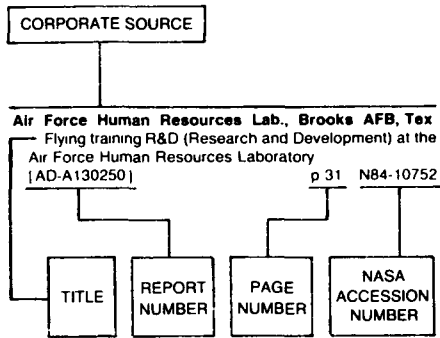 CORPORATE SOURCE
Air Force Human Resources Lab., Brooks AFB, Tex
Flying training R&D (Research and Development) at the
Air Force Human Resources Laboratory
[AD-A130250] p 31 N84-10752
TITLE
REPORT
NUMBER
PAGE
NUMBER
NASA
ACCESSION
NUMBER